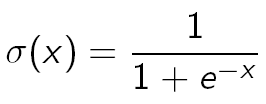 σ(x) = 1 / (1 + e^{-x})